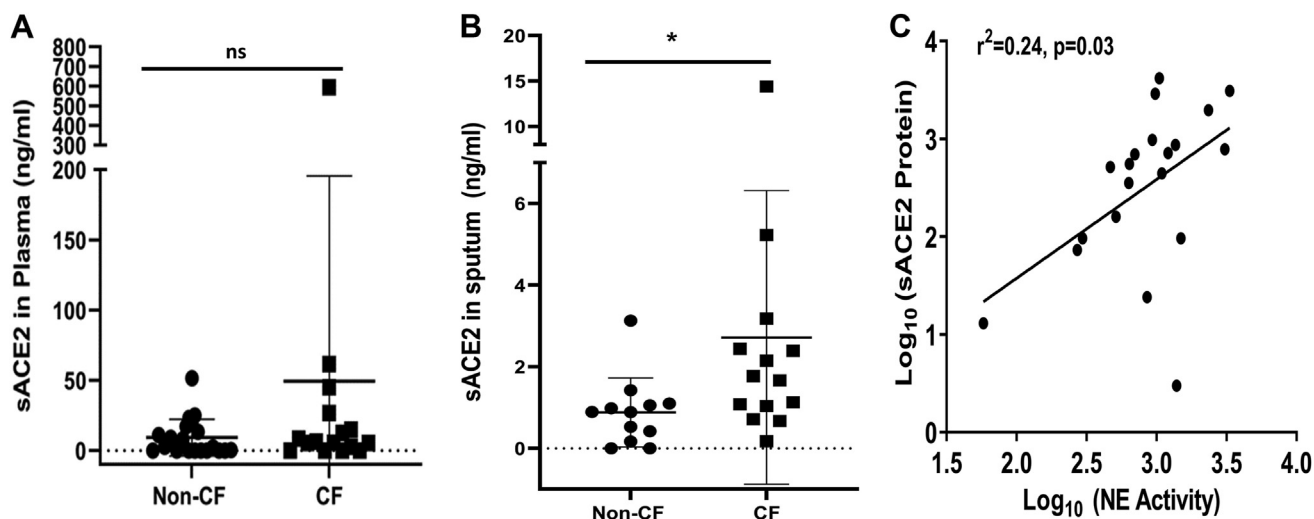 A
sACE2 in Plasma (ng/ml)
800
700
600
500
400
300
200
150
100
50
0
ns
Non-CF
CF
B
sACE2 in sputum (ng/ml)
20
15
10
6
4
2
0
*
Non-CF
CF
C
r²=0.24, p=0.03
Log₁₀ (sACE2 Protein)
4
3
2
1
0
1.5
2.0
2.5
3.0
3.5
4.0
Log₁₀ (NE Activity)